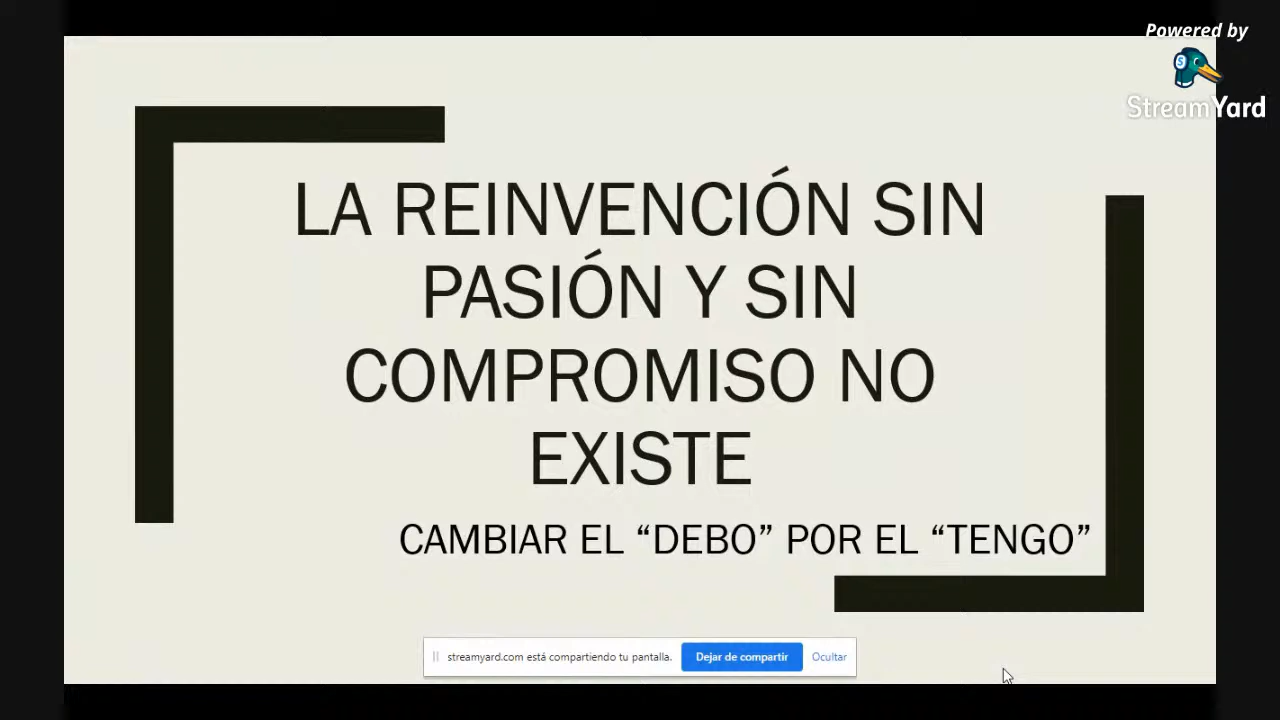 Powered by
StreamYard
LA REINVENCIÓN SIN
PASIÓN Y SIN
COMPROMISO NO
EXISTE
CAMBIAR EL “DEBO” POR EL “TENGO”
streamyard.com está compartiendo tu pantalla.
Dejar de compartir
Ocultar